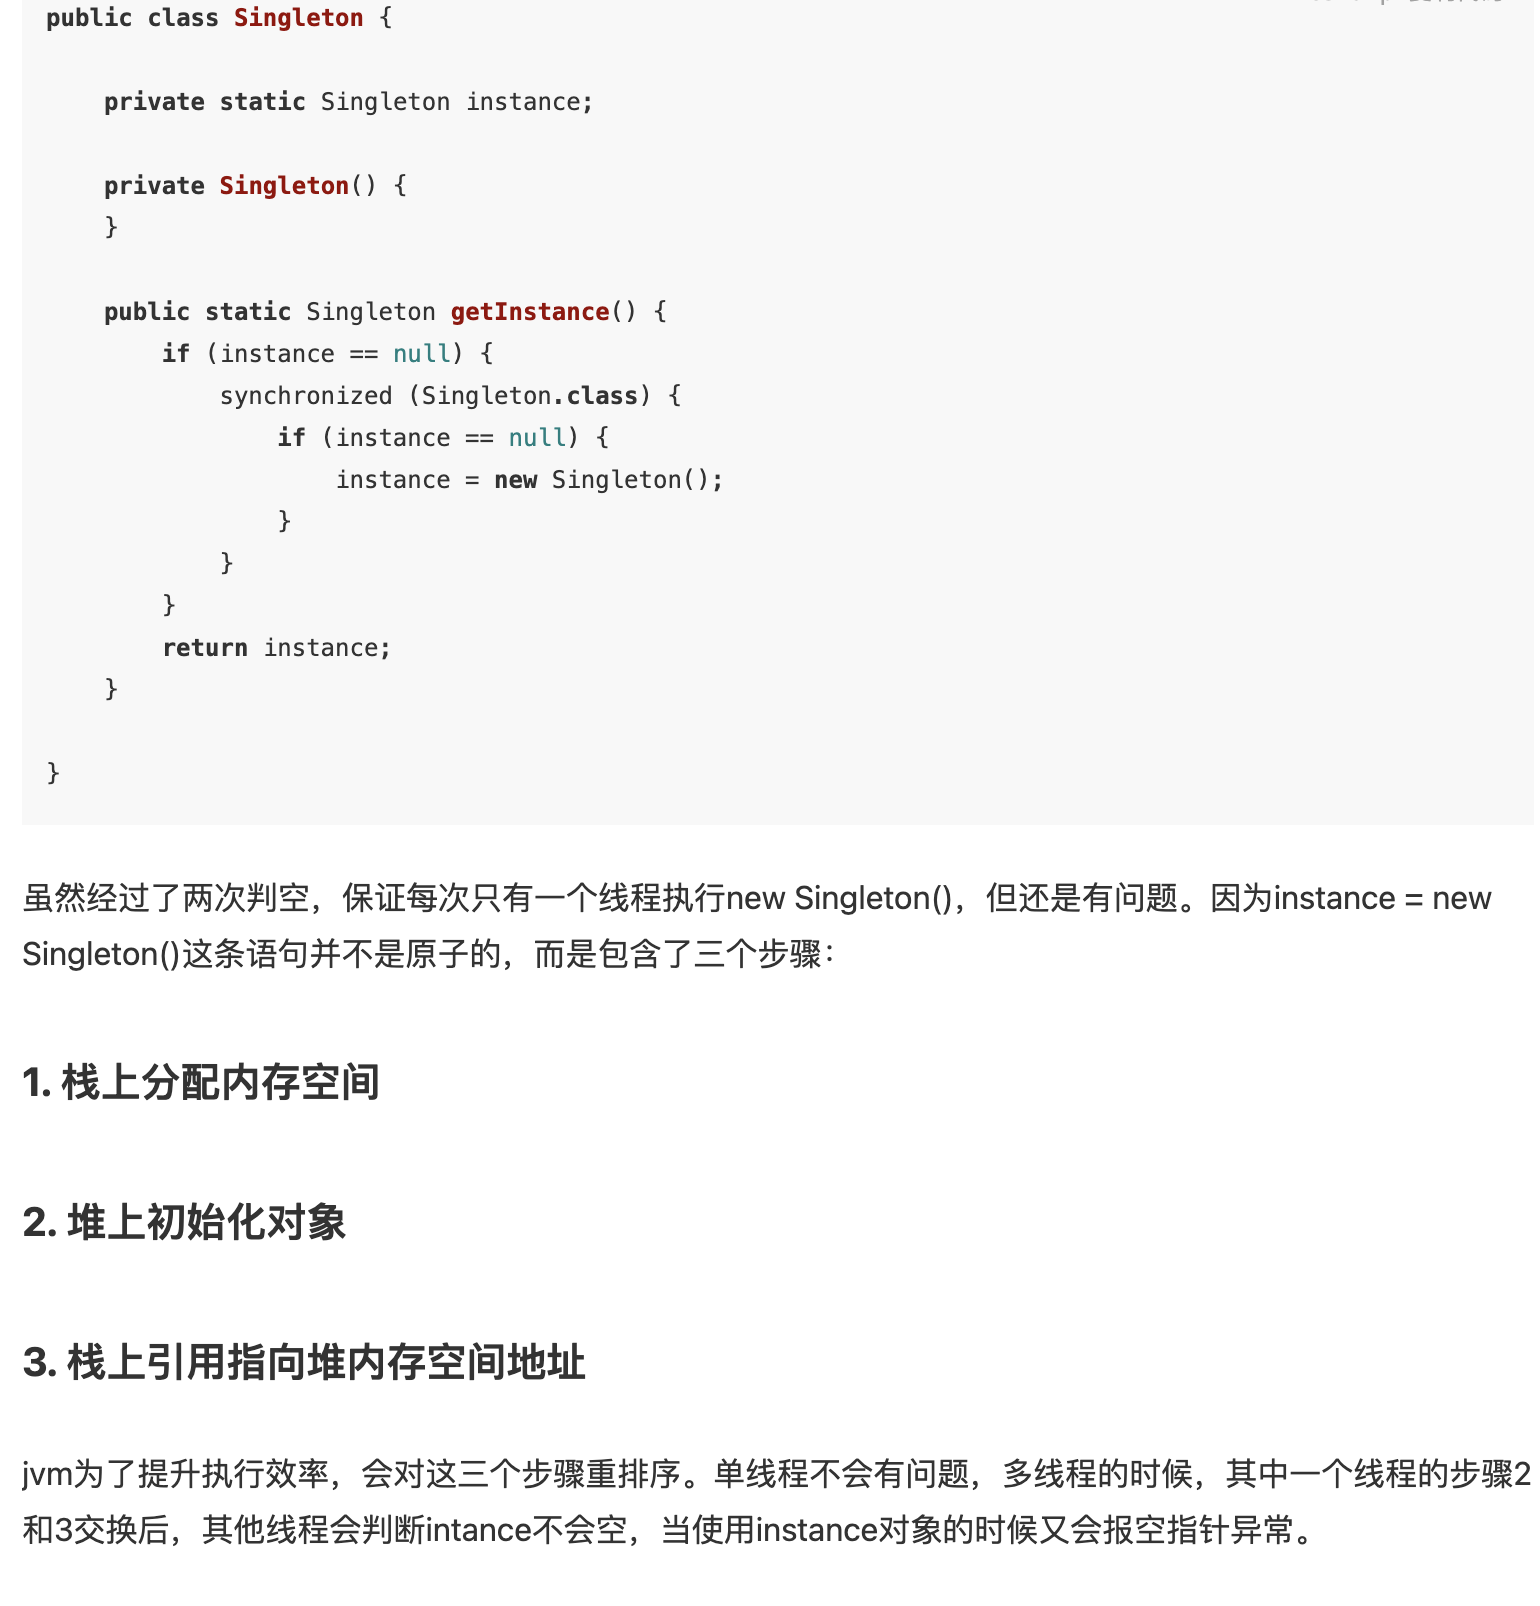 public class Singleton {
private static Singleton instance;
private Singleton() {
}
public static Singleton getInstance() {
if (instance == null) {
synchronized (Singleton.class) {
if (instance == null) {
instance = new Singleton();
}
}
}
return instance;
}
}
虽然经过了两次判空，保证每次只有一个线程执行new Singleton()，但还是有问题。因为instance = new
Singleton()这条语句并不是原子的，而是包含了三个步骤：
1. 栈上分配内存空间
2. 堆上初始化对象
3. 栈上引用指向堆内存空间地址
jvm为了提升执行效率，会对这三个步骤重排序。单线程不会有问题，多线程的时候，其中一个线程的步骤2
和3交换后，其他线程会判断intance不会空，当使用instance对象的时候又会报空指针异常。